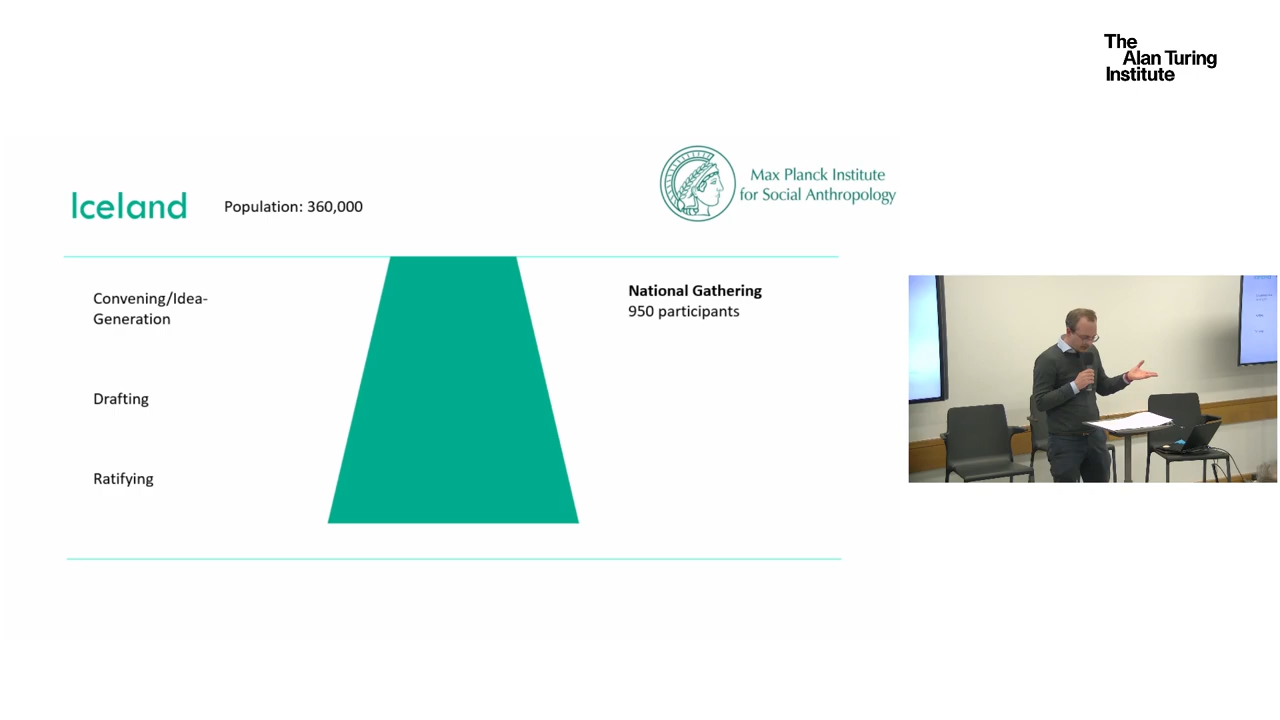 The
Alan Turing
Institute
Max Planck Institute
for Social Anthropology
Iceland
Population: 360,000
Convening/Idea-
Generation
National Gathering
950 participants
Drafting
Ratifying